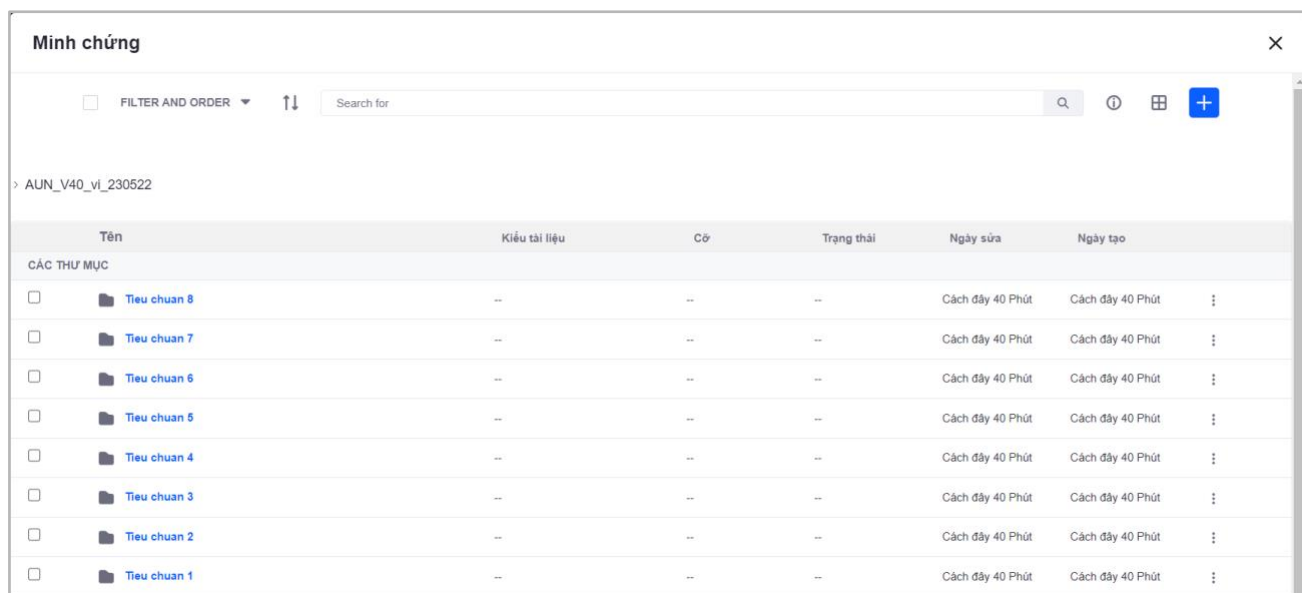 Minh chứng
FILTER AND ORDER Search for
> AUN_V40_vi_230522
Tên Kiểu tài liệu Cỡ Trạng thái Ngày sửa Ngày tạo
CÁC THƯ MỤC
Tieu chuan 8 -- -- -- Cách đây 40 Phút Cách đây 40 Phút
Tieu chuan 7 -- -- -- Cách đây 40 Phút Cách đây 40 Phút
Tieu chuan 6 -- -- -- Cách đây 40 Phút Cách đây 40 Phút
Tieu chuan 5 -- -- -- Cách đây 40 Phút Cách đây 40 Phút
Tieu chuan 4 -- -- -- Cách đây 40 Phút Cách đây 40 Phút
Tieu chuan 3 -- -- -- Cách đây 40 Phút Cách đây 40 Phút
Tieu chuan 2 -- -- -- Cách đây 40 Phút Cách đây 40 Phút
Tieu chuan 1 -- -- -- Cách đây 40 Phút Cách đây 40 Phút